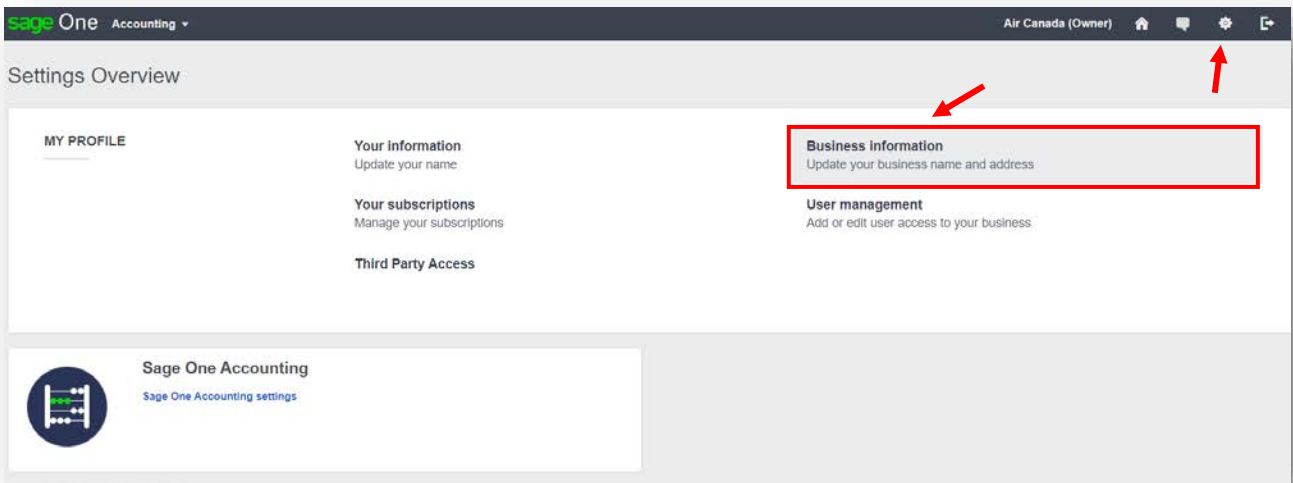 sage One Accounting Air Canada (Owner)
Settings Overview
MY PROFILE
Your information
Update your name
Business information
Update your business name and address
Your subscriptions
Manage your subscriptions
User management
Add or edit user access to your business
Third Party Access
Sage One Accounting
Sage One Accounting settings